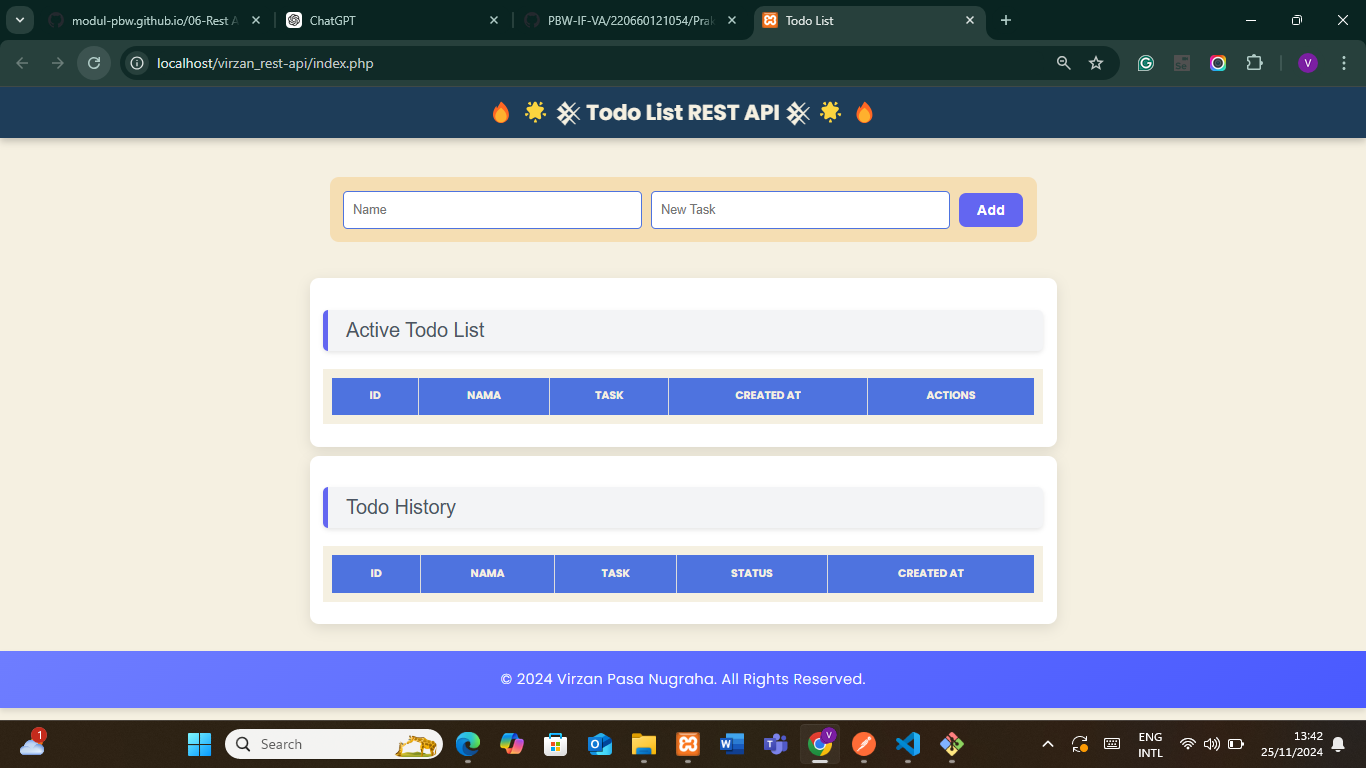 modul-pbw.github.io/06-Rest A
ChatGPT
PBW-IF-VA/220660121054/Prak
Todo List
localhost/virzan_rest-api/index.php
V
🔥 🌟 Todo List REST API 🌟 🔥
Name
New Task
Add
Active Todo List
ID NAMA TASK CREATED AT ACTIONS
Todo History
ID NAMA TASK STATUS CREATED AT
© 2024 Virzan Pasa Nugraha. All Rights Reserved.
1
Search
V
ENG
INTL
13:42
25/11/2024